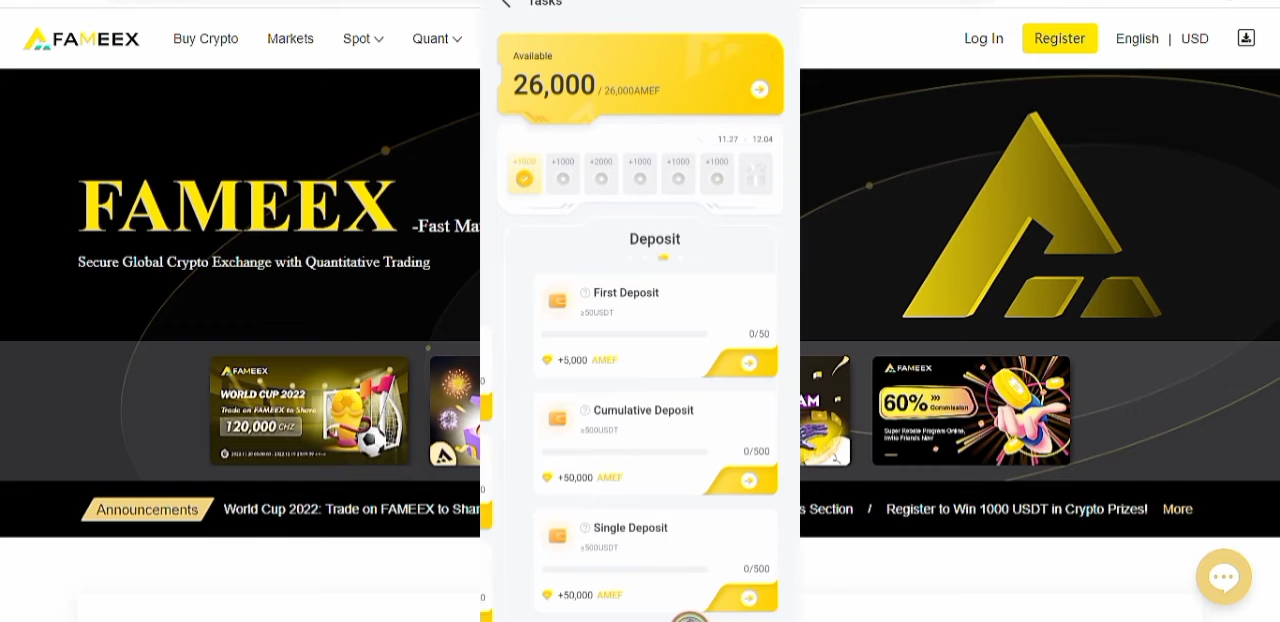 FAMEEX
Buy Crypto
Markets
Spot
Quant
Log In
Register
English | USD
Tasks
Available
26,000 / 26,000AMEF
11.27 - 12.04
+1000
+1000
+2000
+1000
+1000
+1000
FAMEEX -Fast Ma
Secure Global Crypto Exchange with Quantitative Trading
Deposit
First Deposit
≥50USDT
0/50
+5,000 AMEF
Cumulative Deposit
≥500USDT
0/500
+50,000 AMEF
Single Deposit
≥500USDT
0/500
+50,000 AMEF
FAMEEX
WORLD CUP 2022
Trade on FAMEEX to Share
120,000 CHZ
AM
FAMEEX
60% Commission
Super Rebate Program Online,
Invite Friends Now
Announcements
World Cup 2022: Trade on FAMEEX to Shar
s Section / Register to Win 1000 USDT in Crypto Prizes!
More